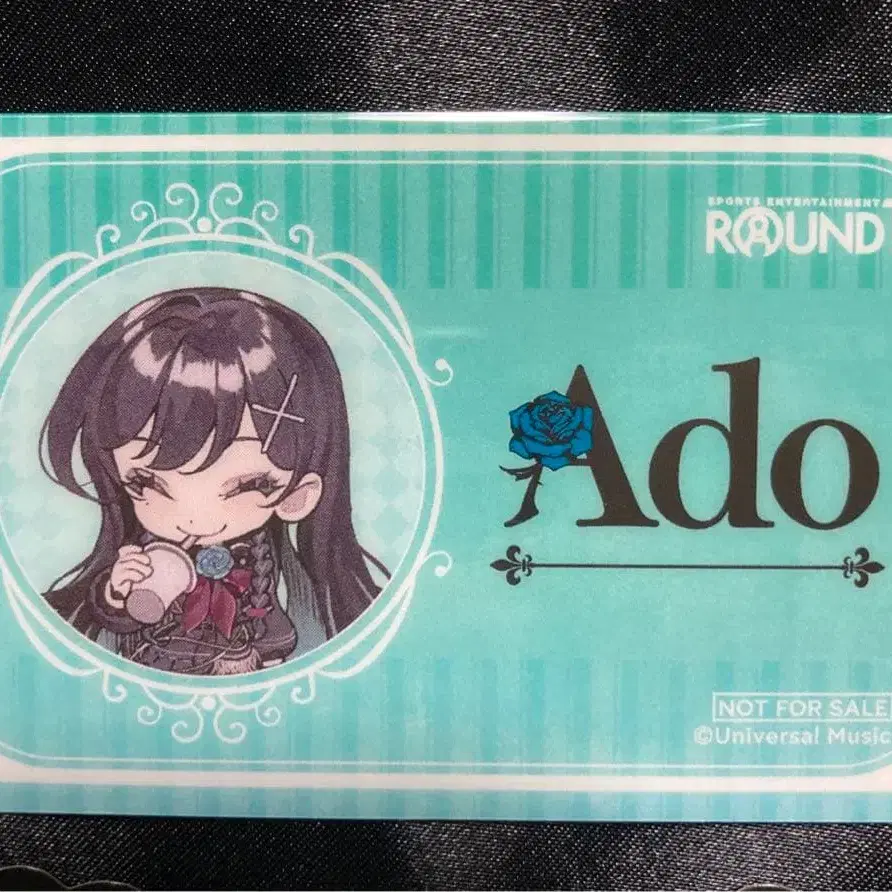 SPORTS ENTERTAINMENT
ROUND
Ado
NOT FOR SALE
©Universal Music